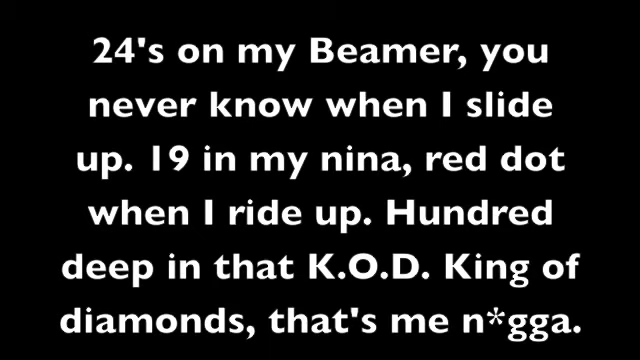 24's on my Beamer, you
never know when I slide
up. 19 in my nina, red dot
when I ride up. Hundred
deep in that K.O.D. King of
diamonds, that's me n*gga.